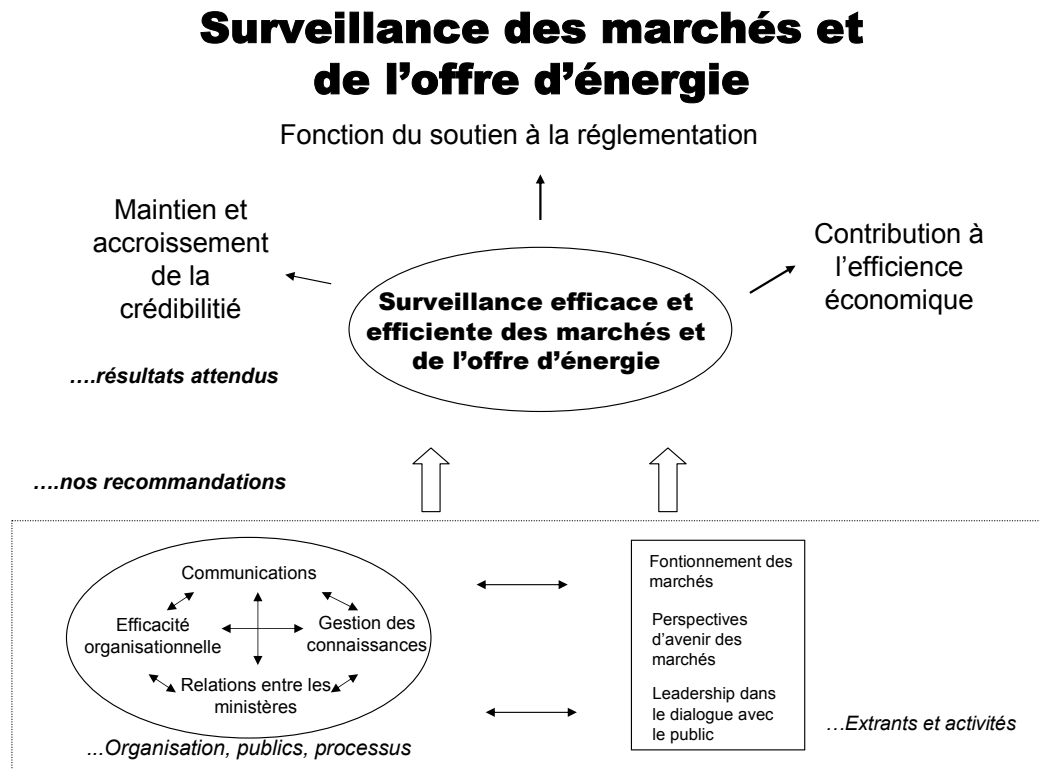 Surveillance des marchés et
de l’offre d’énergie
Fonction du soutien à la réglementation
Maintien et
accroissement
de la
crédibilitié
Contribution à
l’efficience
économique
Surveillance efficace et
efficiente des marchés et
de l’offre d’énergie
….résultats attendus
….nos recommandations
Communications
Efficacité
organisationnelle
Gestion des
connaissances
Relations entre les
ministères
...Organisation, publics, processus
Fontionnement des
marchés
Perspectives
d’avenir des
marchés
Leadership dans
le dialogue avec
le public
…Extrants et activités